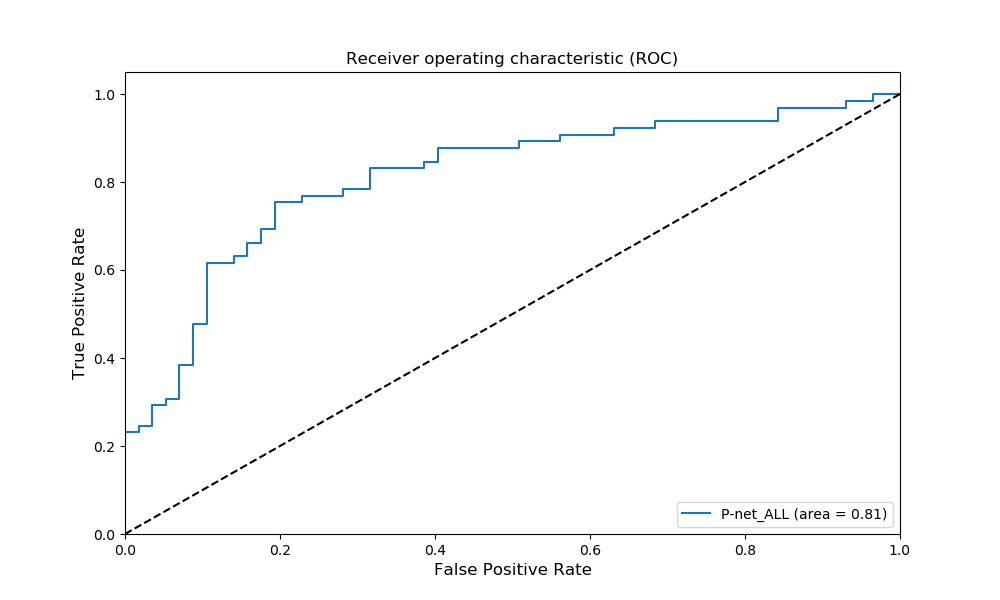 Receiver operating characteristic (ROC)
True Positive Rate
1.0
0.8
0.6
0.4
0.2
0.0
P-net_ALL (area = 0.81)
0.0 0.2 0.4 0.6 0.8 1.0
False Positive Rate